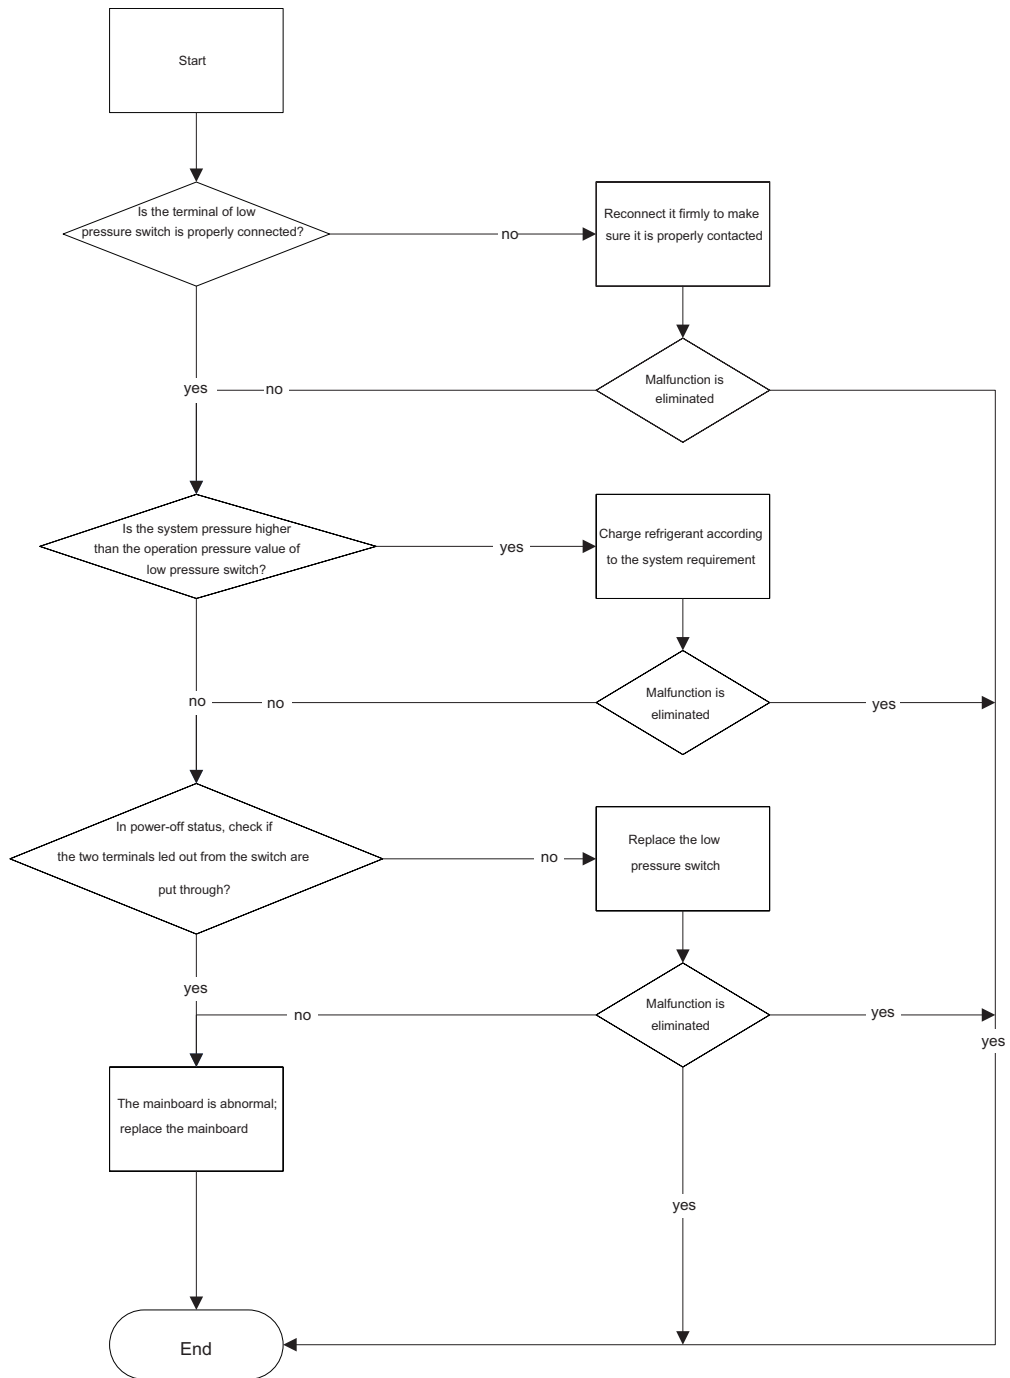 Start
Is the terminal of low
pressure switch is properly connected?
no
Reconnect it firmly to make
sure it is properly contacted
yes
no
Malfunction is
eliminated
Is the system pressure higher
than the operation pressure value of
low pressure switch?
yes
Charge refrigerant according
to the system requirement
no
no
Malfunction is
eliminated
yes
In power-off status, check if
the two terminals led out from the switch are
put through?
no
Replace the low
pressure switch
yes
no
Malfunction is
eliminated
yes
yes
The mainboard is abnormal;
replace the mainboard
yes
End